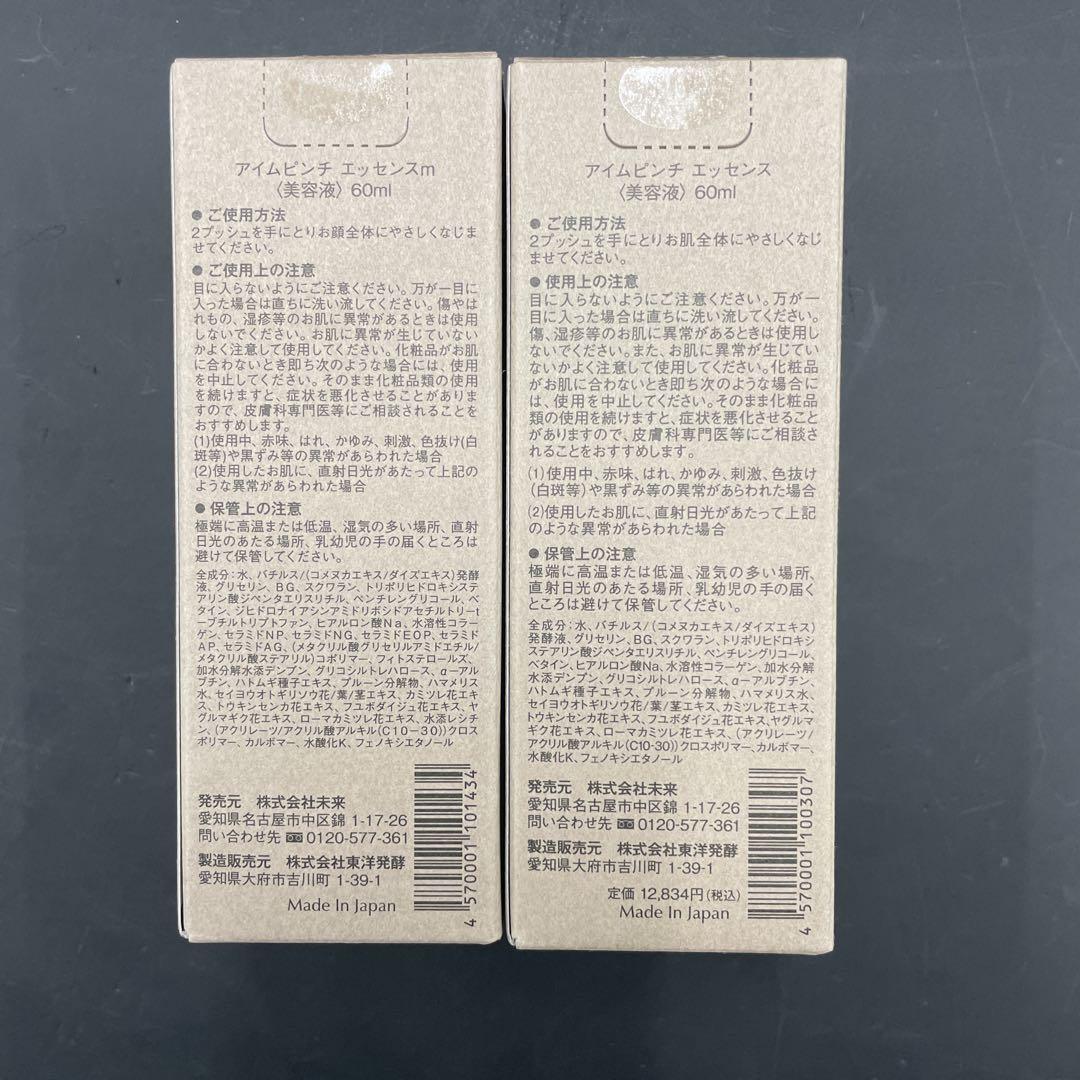 アイムピンチ エッセンスm
〈美容液〉60ml
● ご使用方法
2プッシュを手にとりお顔全体にやさしくなじ
ませてください。
● ご使用上の注意
目に入らないようにご注意ください。万が一目に
入った場合は直ちに洗い流してください。傷やは
れもの、湿疹等のお肌に異常があるときは使用
しないでください。お肌に異常が生じていない
かよく注意して使用してください。化粧品がお肌
に合わないとき即ち次のような場合には、使用
を中止してください。そのまま化粧品類の使用
を続けますと、症状を悪化させることがありま
すので、皮膚科専門医等にご相談されることを
おすすめします。
(1)使用中、赤味、はれ、かゆみ、刺激、色抜け(白
斑等)や黒ずみ等の異常があらわれた場合
(2)使用したお肌に、直射日光があたって上記の
ような異常があらわれた場合
● 保管上の注意
極端に高温または低温、湿気の多い場所、直射
日光のあたる場所、乳幼児の手の届くところは
避けて保管してください。
全成分:水、バチルス/(コメヌカエキス/ダイズエキス)発酵
液、グリセリン、BG、スクワラン、トリポリヒドロキシステ
アリン酸ジペンタエリスリチル、ペンチレングリコール、ベ
タイン、ジヒドロナイアシンアミドリボシドアセチルトリーt
ーブチルトリプトファン、ヒアルロン酸Na、水溶性コラー
ゲン、セラミドNP、セラミドNG、セラミドEOP、セラミド
AP、セラミドAG、(メタクリル酸グリセリルアミドエチル/
メタクリル酸ステアリル)コポリマー、フィトステロールズ、
加水分解水添デンプン、グリコシルトレハロース、α-アルブ
チン、ハトムギ種子エキス、プルーン分解物、ハマメリス
水、セイヨウオトギリソウ花/葉/茎エキス、カミツレ花エキ
ス、トウキンセンカ花エキス、フユボダイジュ花エキス、ヤ
グルマギク花エキス、ローマカミツレ花エキス、水添レシチ
ン、(アクリレーツ/アクリル酸アルキル(C10-30))クロス
ポリマー、カルボマー、水酸化K、フェノキシエタノール
発売元 株式会社未来
愛知県名古屋市中区錦 1-17-26
問い合わせ先 0120-577-361
製造販売元 株式会社東洋発酵
愛知県大府市吉川町 1-39-1
Made In Japan
4 570001 101434
アイムピンチ エッセンス
〈美容液〉60ml
● ご使用方法
2プッシュを手にとりお肌全体にやさしくなじ
ませてください。
● 使用上の注意
目に入らないようにご注意ください。万が一
目に入った場合は直ちに洗い流してください。
傷、湿疹等のお肌に異常があるときは使用し
ないでください。また、お肌に異常が生じてい
ないかよく注意して使用してください。化粧品
がお肌に合わないとき即ち次のような場合に
は、使用を中止してください。そのまま化粧品
類の使用を続けますと、症状を悪化させること
がありますので、皮膚科専門医等にご相談さ
れることをおすすめします。
(1)使用中、赤味、はれ、かゆみ、刺激、色抜け
(白斑等)や黒ずみ等の異常があらわれた場合
(2)使用したお肌に、直射日光があたって上記
のような異常があらわれた場合
● 保管上の注意
極端に高温または低温、湿気の多い場所、
直射日光のあたる場所、乳幼児の手の届く
ところは避けて保管してください。
全成分:水、バチルス/(コメヌカエキス/ダイズエキス)
発酵液、グリセリン、BG、スクワラン、トリポリヒドロキシ
ステアリン酸ジペンタエリスリチル、ペンチレングリコール、
ベタイン、ヒアルロン酸Na、水溶性コラーゲン、加水分解
水添デンプン、グリコシルトレハロース、α-アルブチン、
ハトムギ種子エキス、プルーン分解物、ハマメリス水、
セイヨウオトギリソウ花/葉/茎エキス、カミツレ花エキス、
トウキンセンカ花エキス、フユボダイジュ花エキス、ヤグルマ
ギク花エキス、ローマカミツレ花エキス、(アクリレーツ/
アクリル酸アルキル(C10-30))クロスポリマー、カルボマー、
水酸化K、フェノキシエタノール
発売元 株式会社未来
愛知県名古屋市中区錦 1-17-26
問い合わせ先 0120-577-361
製造販売元 株式会社東洋発酵
愛知県大府市吉川町 1-39-1
定価 12,834円(税込)
Made In Japan
4 570001 100307